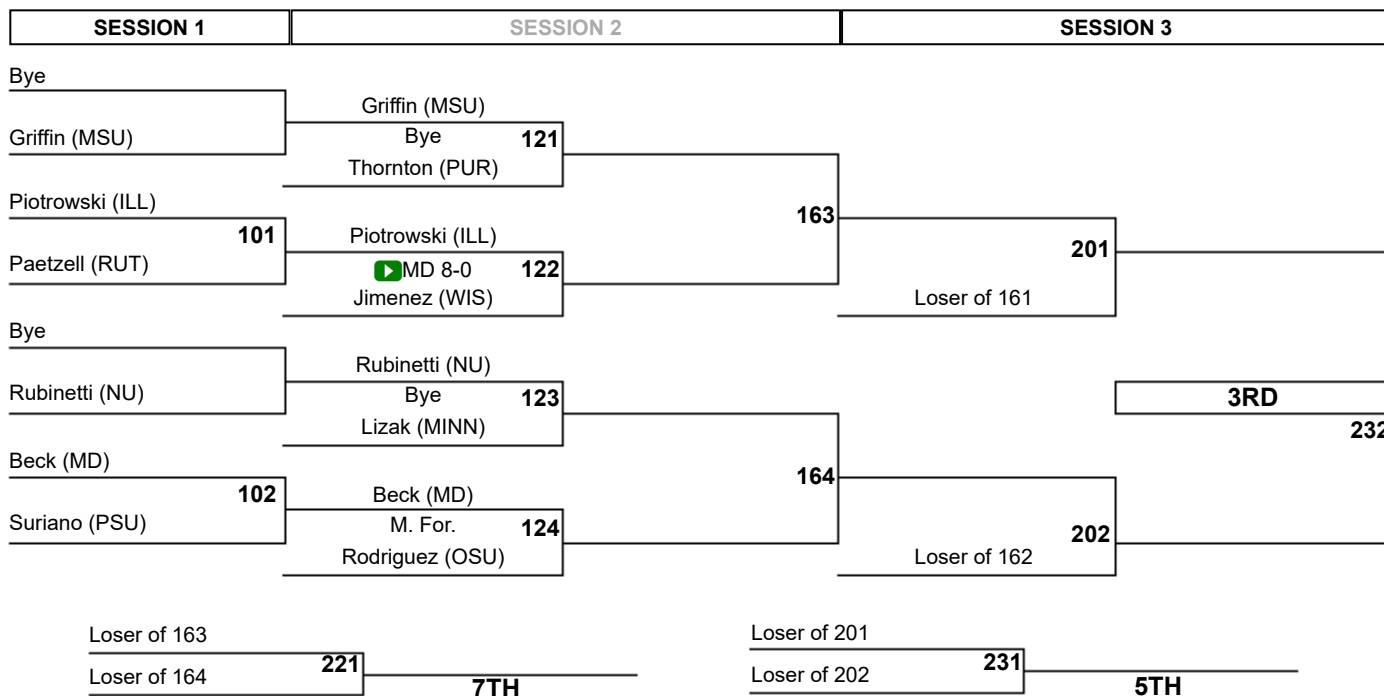 SESSION 1
SESSION 2
SESSION 3
Bye
Griffin (MSU)
Griffin (MSU)
Bye
121
Thornton (PUR)
Piotrowski (ILL)
101
Paetzell (RUT)
Piotrowski (ILL)
MD 8-0
122
Jimenez (WIS)
163
201
Loser of 161
Bye
Rubinetti (NU)
Rubinetti (NU)
Bye
123
Lizak (MINN)
3RD
232
Beck (MD)
102
Suriano (PSU)
Beck (MD)
M. For.
124
Rodriguez (OSU)
164
202
Loser of 162
Loser of 163
221
Loser of 164
7TH
Loser of 201
231
Loser of 202
5TH